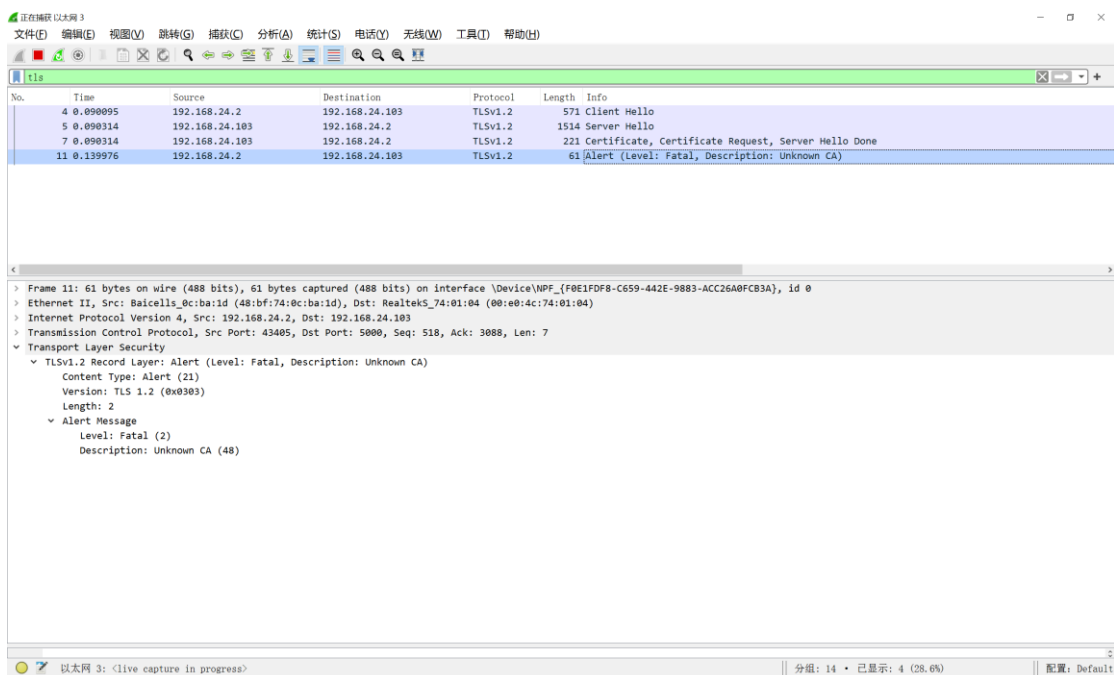 正在捕获 以太网 3
文件(F) 编辑(E) 视图(V) 跳转(G) 捕获(C) 分析(A) 统计(S) 电话(Y) 无线(W) 工具(T) 帮助(H)
tls
No. Time Source Destination Protocol Length Info
4 0.090095 192.168.24.2 192.168.24.103 TLSv1.2 571 Client Hello
5 0.090314 192.168.24.103 192.168.24.2 TLSv1.2 1514 Server Hello
7 0.090314 192.168.24.103 192.168.24.2 TLSv1.2 221 Certificate, Certificate Request, Server Hello Done
11 0.139976 192.168.24.2 192.168.24.103 TLSv1.2 61 Alert (Level: Fatal, Description: Unknown CA)
Frame 11: 61 bytes on wire (488 bits), 61 bytes captured (488 bits) on interface \Device\NPF_{F0E1FDF8-C659-442E-9883-ACC26A0FCB3A}, id 0
Ethernet II, Src: Baicells_0c:ba:1d (48:bf:74:0c:ba:1d), Dst: RealtekS_74:01:04 (00:e0:4c:74:01:04)
Internet Protocol Version 4, Src: 192.168.24.2, Dst: 192.168.24.103
Transmission Control Protocol, Src Port: 43405, Dst Port: 5000, Seq: 518, Ack: 3088, Len: 7
Transport Layer Security
TLSv1.2 Record Layer: Alert (Level: Fatal, Description: Unknown CA)
Content Type: Alert (21)
Version: TLS 1.2 (0x0303)
Length: 2
Alert Message
Level: Fatal (2)
Description: Unknown CA (48)
以太网 3: <live capture in progress> 分组: 14 • 已显示: 4 (28.6%) 配置: Default